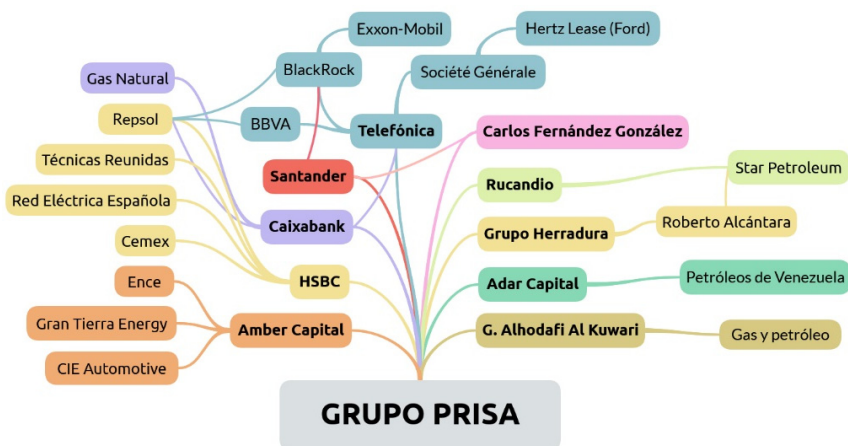 Exxon-Mobil
Hertz Lease (Ford)
BlackRock
Société Générale
Gas Natural
Repsol
BBVA
Telefónica
Carlos Fernández González
Técnicas Reunidas
Santander
Star Petroleum
Rucandio
Red Eléctrica Española
Caixabank
Grupo Herradura
Roberto Alcántara
Cemex
Ence
HSBC
Adar Capital
Petróleos de Venezuela
Gran Tierra Energy
Amber Capital
G. Alhodafi Al Kuwari
Gas y petróleo
CIE Automotive
GRUPO PRISA